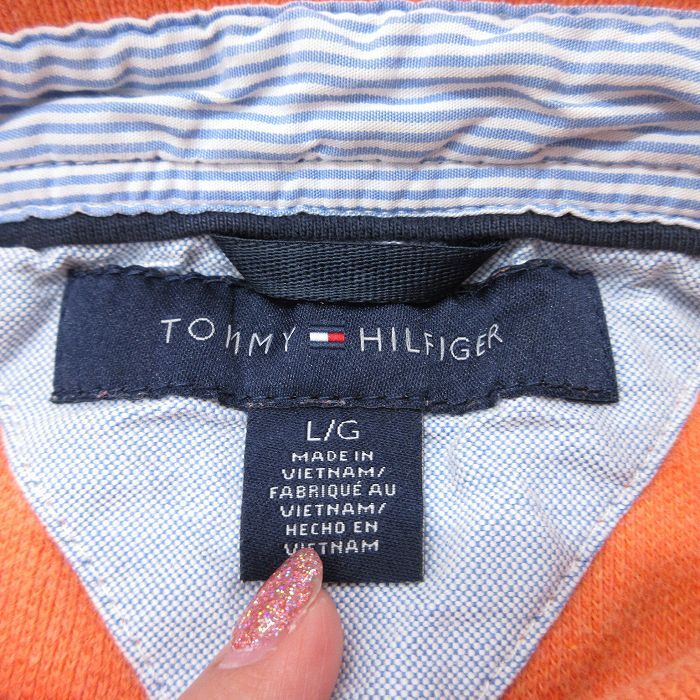 TOMMY HILFIGER
L/G
MADE IN
VIETNAM/
FABRIQUÉ AU
VIETNAM/
HECHO EN
VIETNAM